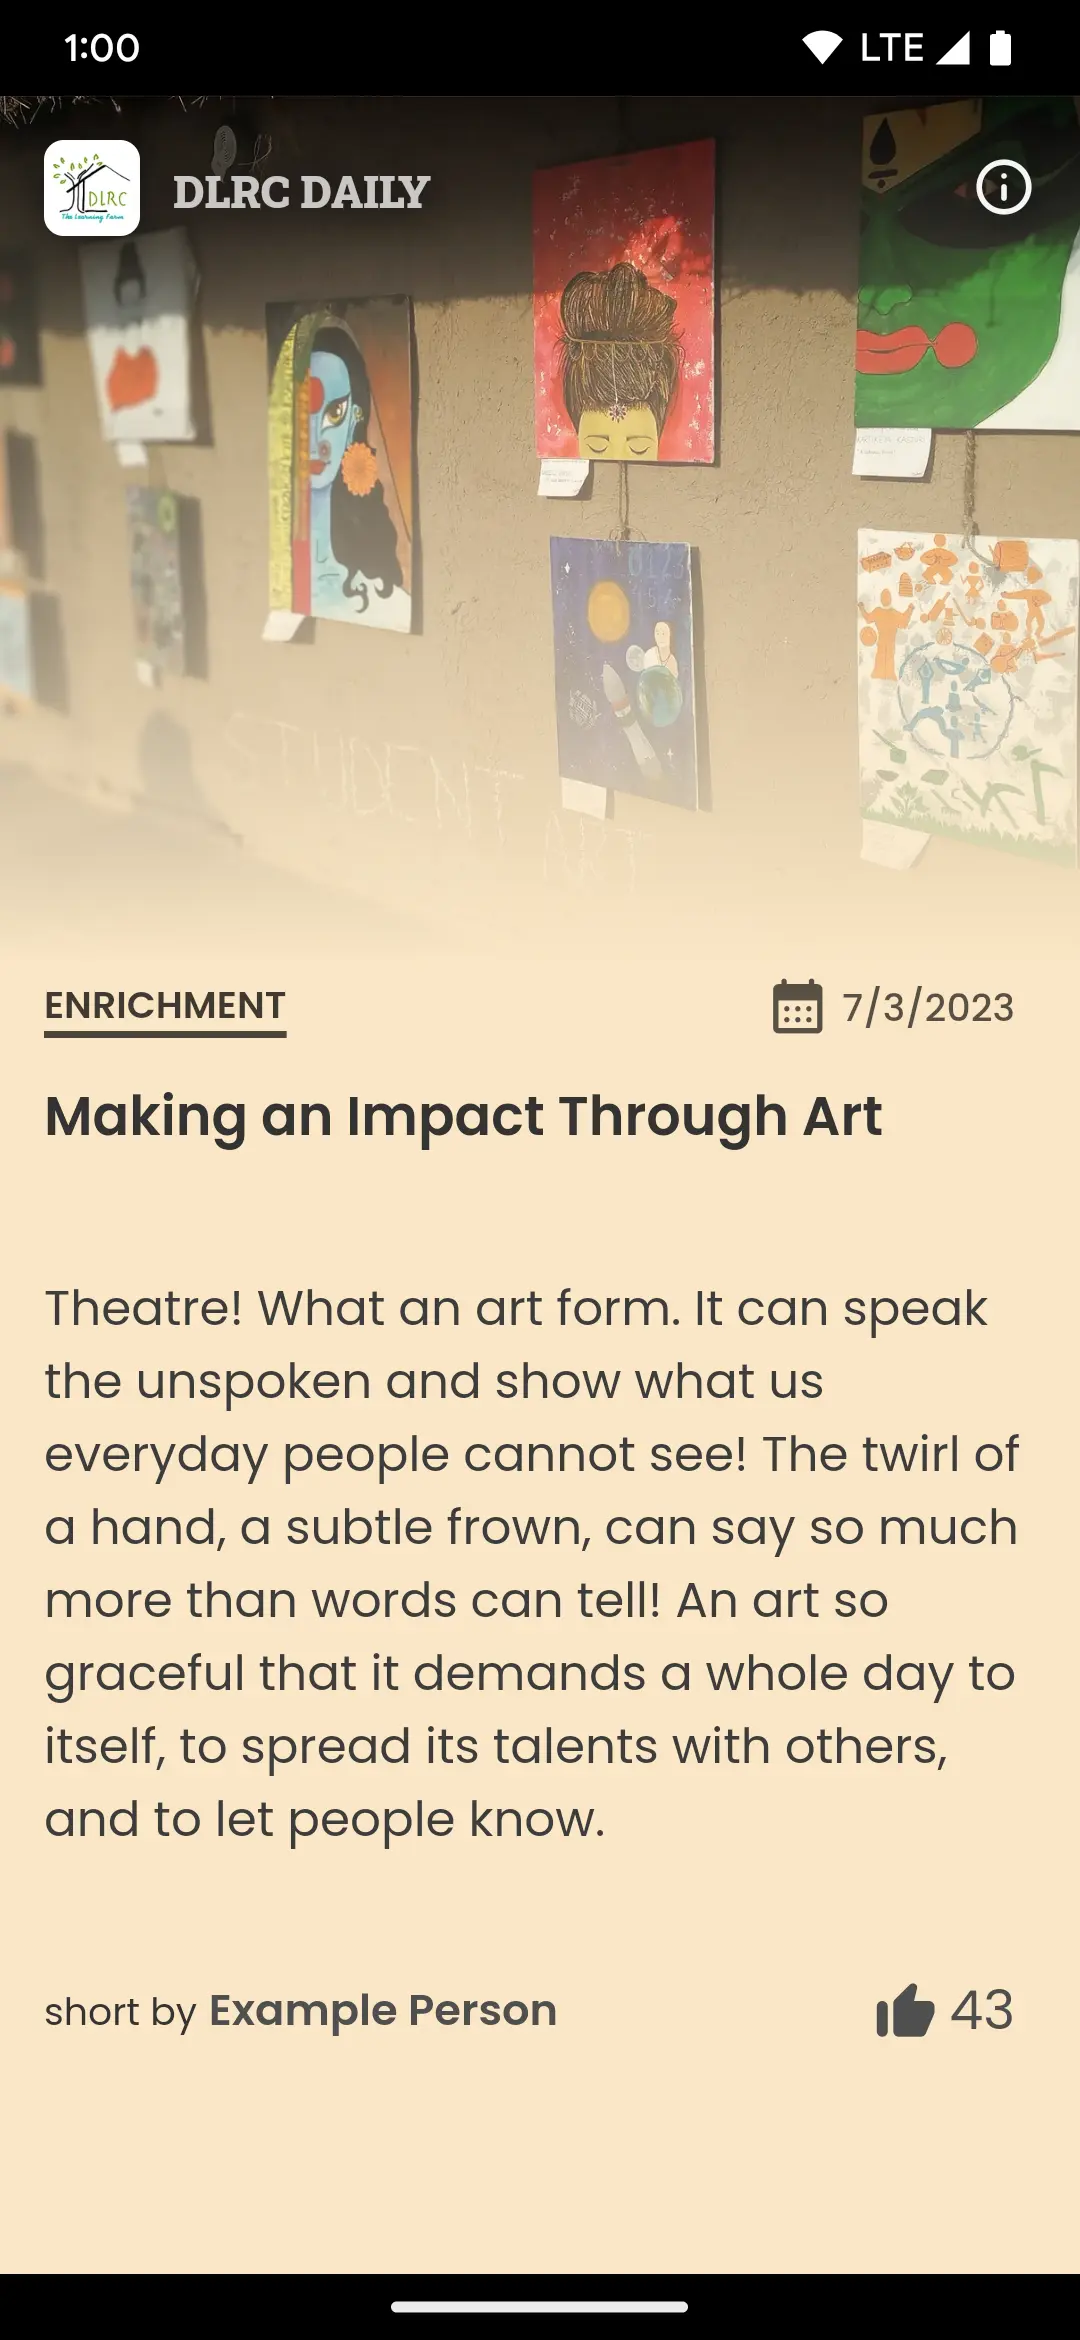 1:00 LTE
DLRC
The Learning Farm
DLRC DAILY
STUDENT
ART
ENRICHMENT
7/3/2023
Making an Impact Through Art
Theatre! What an art form. It can speak
the unspoken and show what us
everyday people cannot see! The twirl of
a hand, a subtle frown, can say so much
more than words can tell! An art so
graceful that it demands a whole day to
itself, to spread its talents with others,
and to let people know.
short by Example Person
43